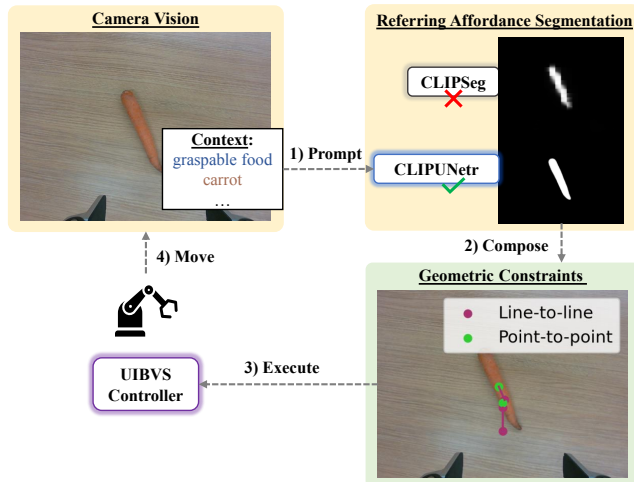 Camera Vision
Context:
graspable food
carrot
...
1) Prompt
Referring Affordance Segmentation
CLIPSeg
CLIPUNetr
2) Compose
Geometric Constraints
Line-to-line
Point-to-point
3) Execute
UIBVS
Controller
4) Move